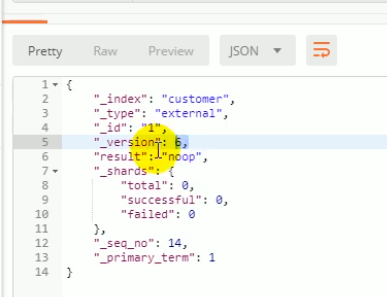 Pretty Raw Preview JSON
1 {
2 "_index": "customer",
3 "_type": "external",
4 "_id": "1",
5 "_version": 6,
6 "result": "noop",
7 "_shards": {
8 "total": 0,
9 "successful": 0,
10 "failed": 0
11 },
12 "_seq_no": 14,
13 "_primary_term": 1
14 }